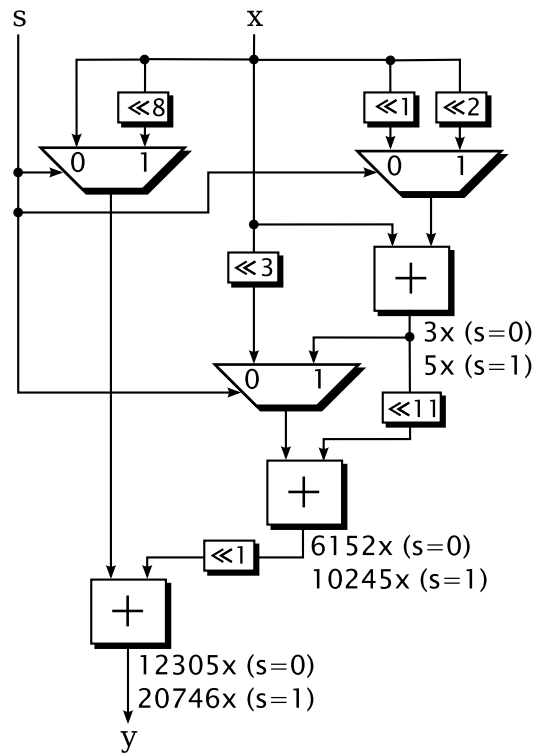 s x
≪8 ≪1 ≪2
0 1 0 1
≪3 +
3x (s=0)
5x (s=1)
0 1
≪11
+
6152x (s=0)
≪1
10245x (s=1)
+
12305x (s=0)
20746x (s=1)
y